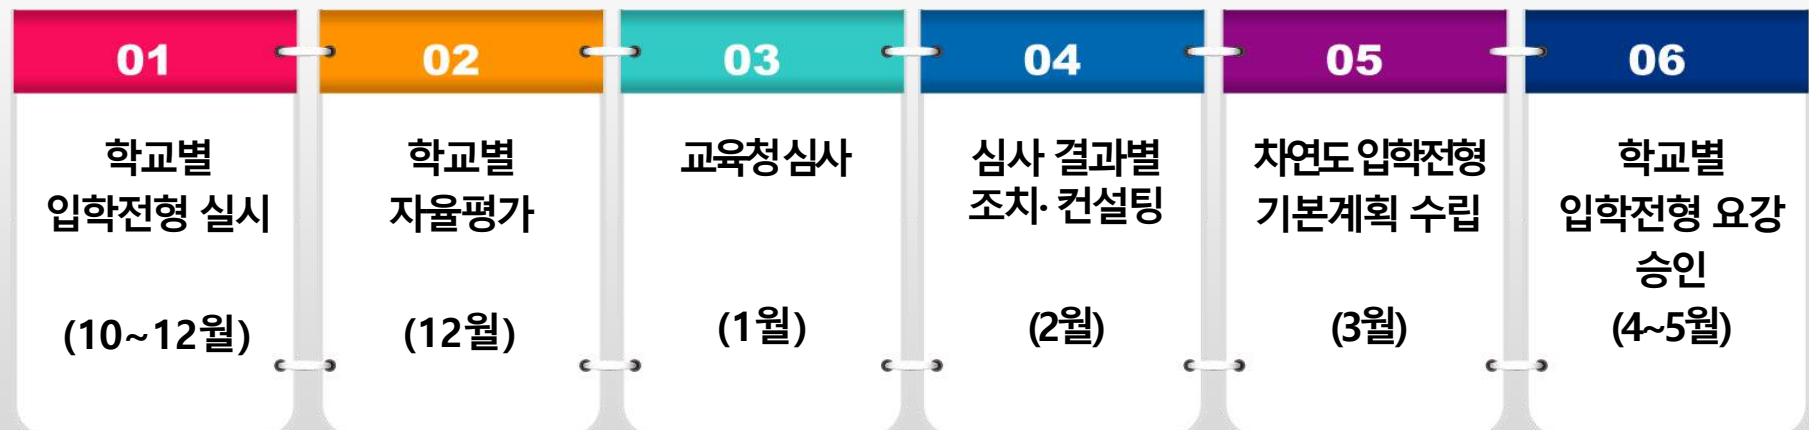 01
학교별
입학전형 실시
(10~12월)
02
학교별
자율평가
(12월)
03
교육청 심사
(1월)
04
심사 결과별
조치· 컨설팅
(2월)
05
차연도 입학전형
기본계획 수립
(3월)
06
학교별
입학전형 요강
승인
(4~5월)